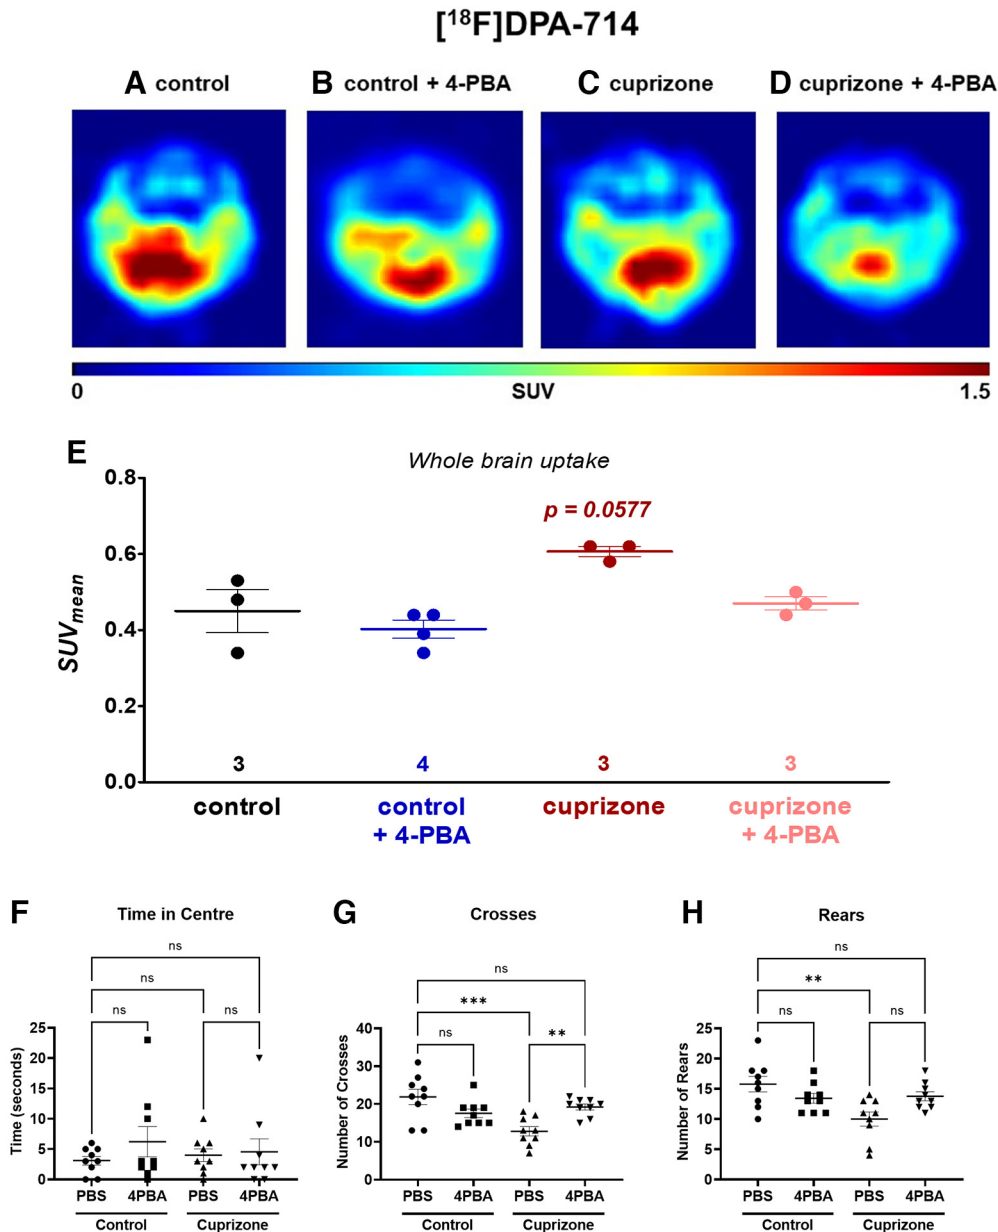 [18F]DPA-714
A control
B control + 4-PBA
C cuprizone
D cuprizone + 4-PBA
0 SUV 1.5
E
Whole brain uptake
SUVmean
0.8
0.6
0.4
0.2
0.0
p = 0.0577
3 4 3 3
control
control
+ 4-PBA
cuprizone
cuprizone
+ 4-PBA
F Time in Centre
ns
ns
ns ns
Time (seconds)
25
20
15
10
5
0
PBS 4PBA PBS 4PBA
Control Cuprizone
G Crosses
ns
***
ns **
Number of Crosses
40
30
20
10
0
PBS 4PBA PBS 4PBA
Control Cuprizone
H Rears
ns
**
ns ns
Number of Rears
25
20
15
10
5
0
PBS 4PBA PBS 4PBA
Control Cuprizone